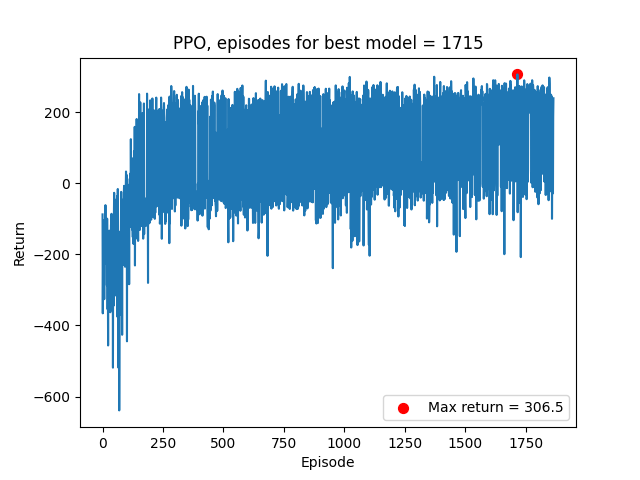 PPO, episodes for best model = 1715
Return
200
0
−200
−400
−600
Max return = 306.5
0 250 500 750 1000 1250 1500 1750
Episode